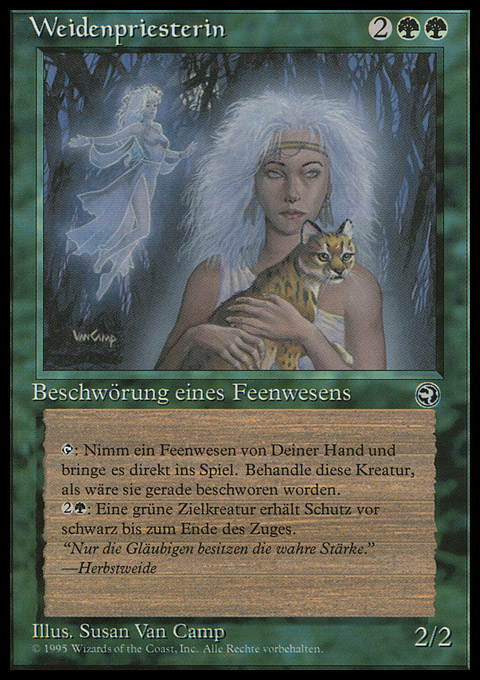 Weidenpriesterin 2
VAN CAMP
Beschwörung eines Feenwesens
: Nimm ein Feenwesen von Deiner Hand und
bringe es direkt ins Spiel. Behandle diese Kreatur,
als wäre sie gerade beschworen worden.
2: Eine grüne Zielkreatur erhält Schutz vor
schwarz bis zum Ende des Zuges.
“Nur die Gläubigen besitzen die wahre Stärke.”
—Herbstweide
Illus. Susan Van Camp
2/2
© 1995 Wizards of the Coast, Inc. Alle Rechte vorbehalten.